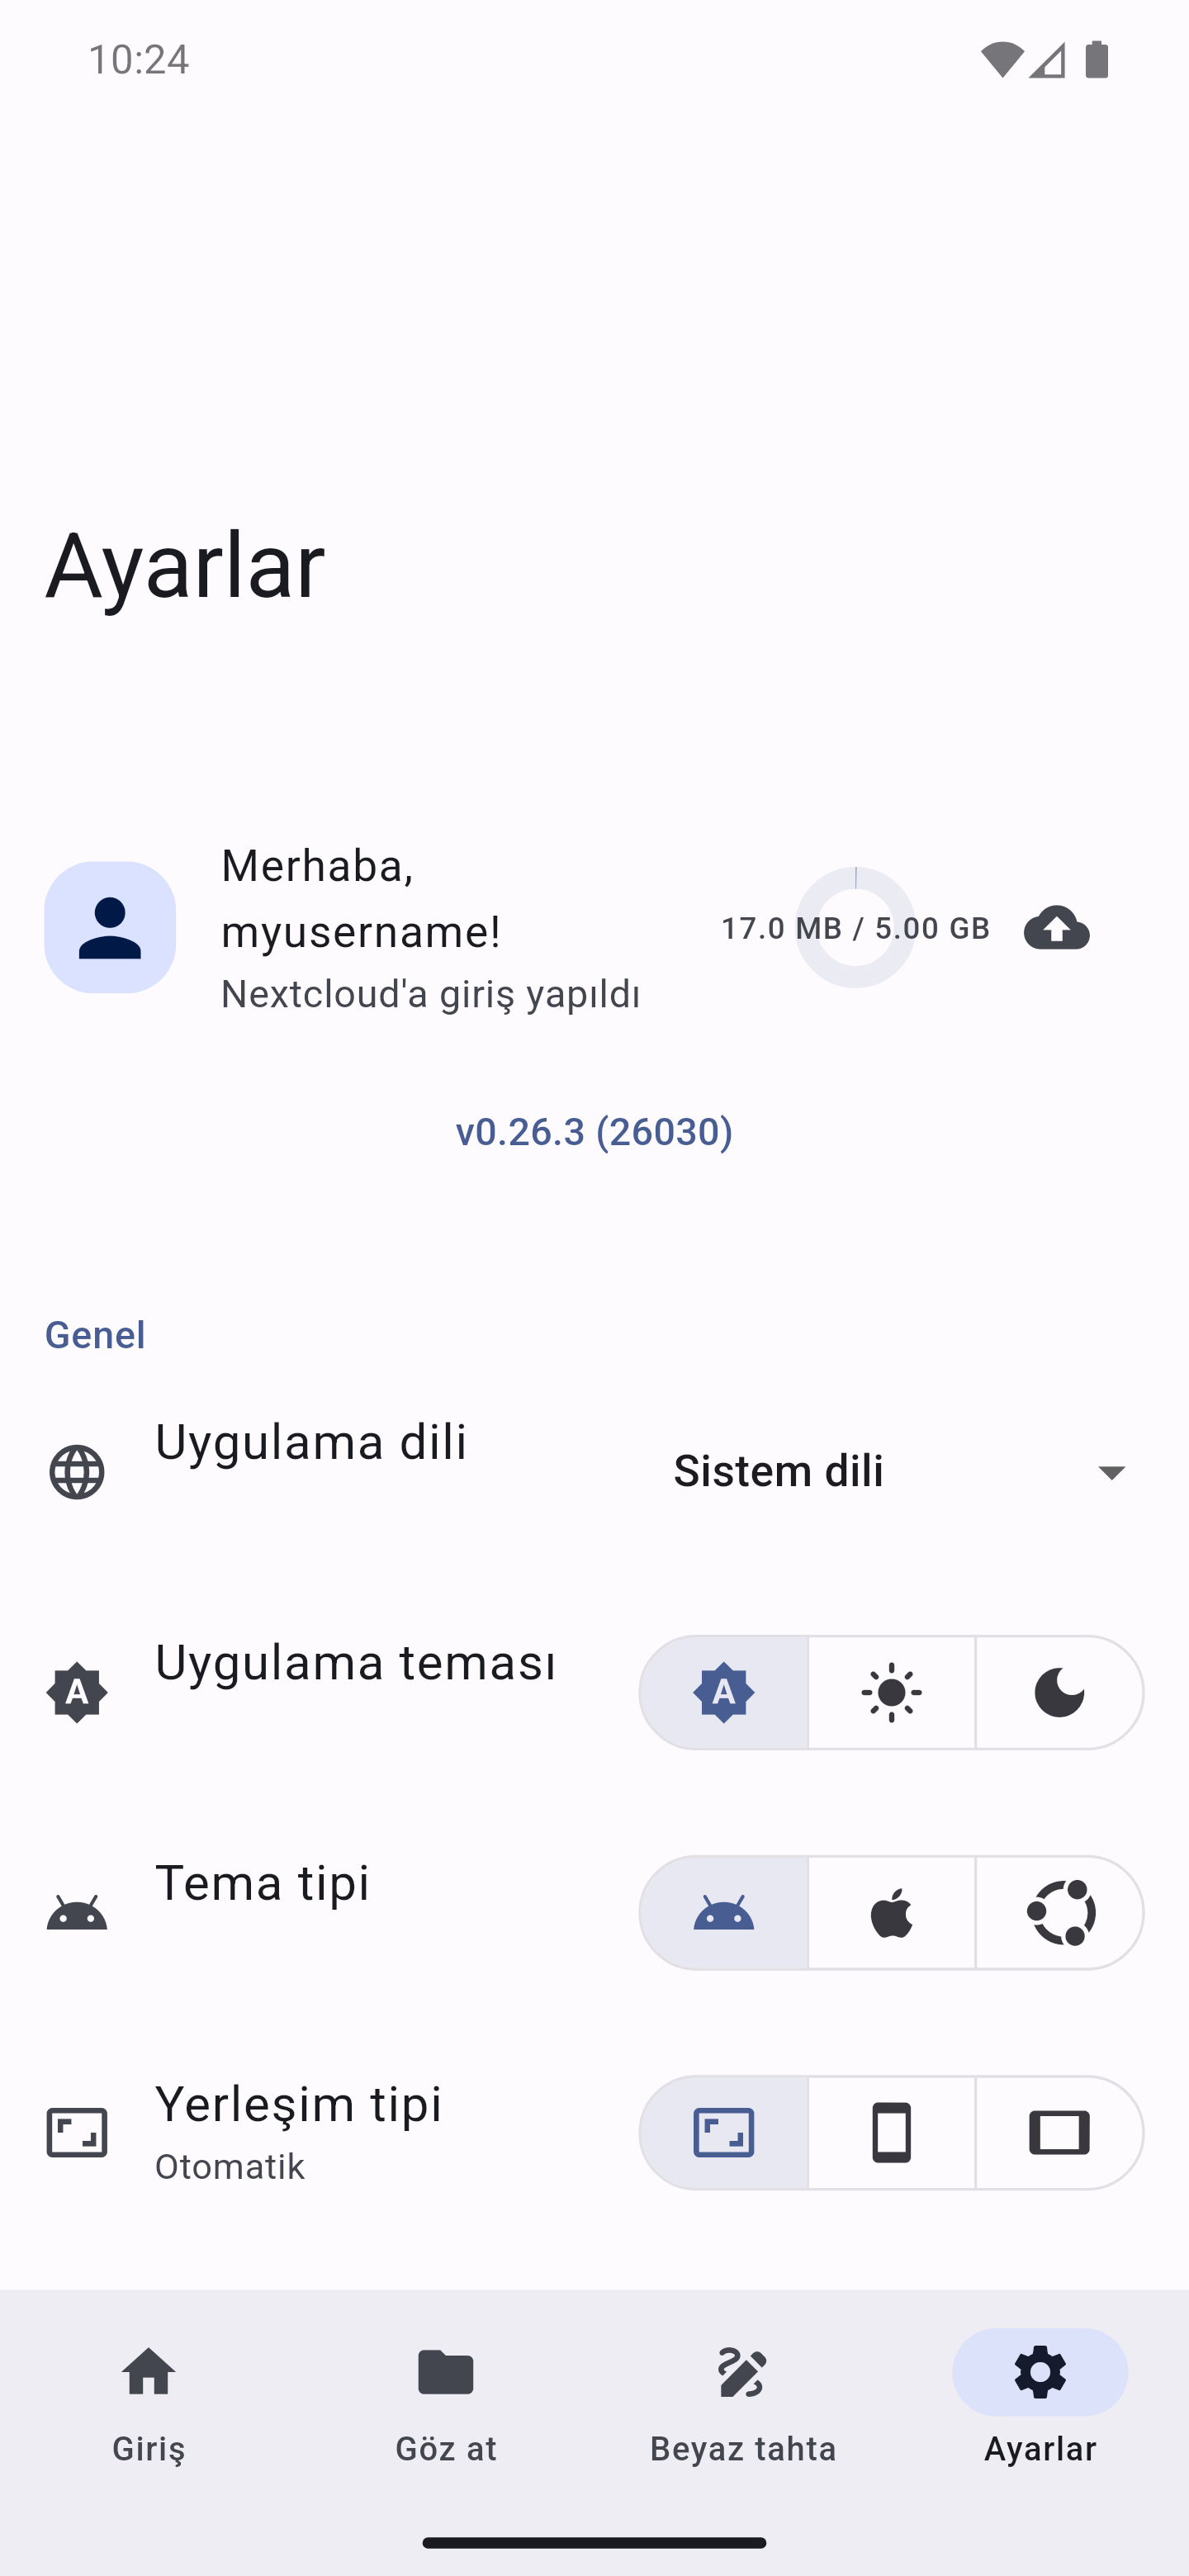 10:24
Ayarlar
Merhaba,
myusername!
Nextcloud'a giriş yapıldı
17.0 MB / 5.00 GB
v0.26.3 (26030)
Genel
Uygulama dili
Sistem dili
Uygulama teması
A
A
Tema tipi
Yerleşim tipi
Otomatik
Giriş
Göz at
Beyaz tahta
Ayarlar